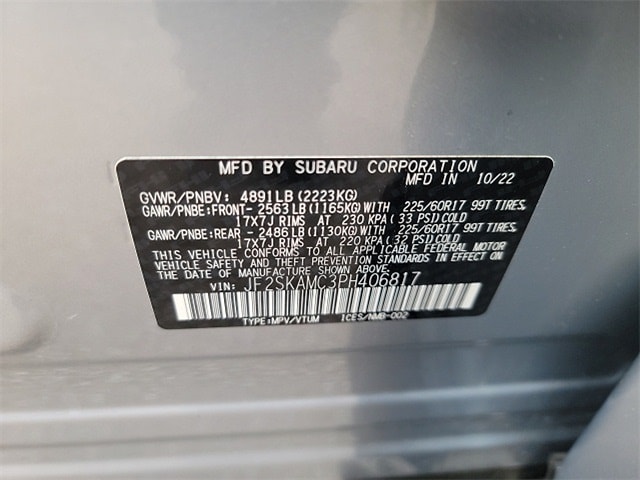 MFD BY SUBARU CORPORATION
MFD IN 10/22
GVWR/PNBV: 4891LB (2223KG)
GAWR/PNBE:FRONT-2563LB(1165KG)WITH 225/60R17 99T TIRES
17X7J RIMS AT 230 KPA (33 PSI)COLD
GAWR/PNBE:REAR -2486LB(1130KG)WITH 225/60R17 99T TIRES
17X7J RIMS AT 220 KPA (32 PSI)COLD
THIS VEHICLE CONFORMS TO ALL APPLICABLE FEDERAL MOTOR
VEHICLE SAFETY AND THEFT PREVENTION STANDARDS IN EFFECT
ON THE DATE OF MANUFACTURE SHOWN ABOVE.
VIN: JF2SKAMC3PH406817
TYPE:MPV/VTUM ICES/NMB-002